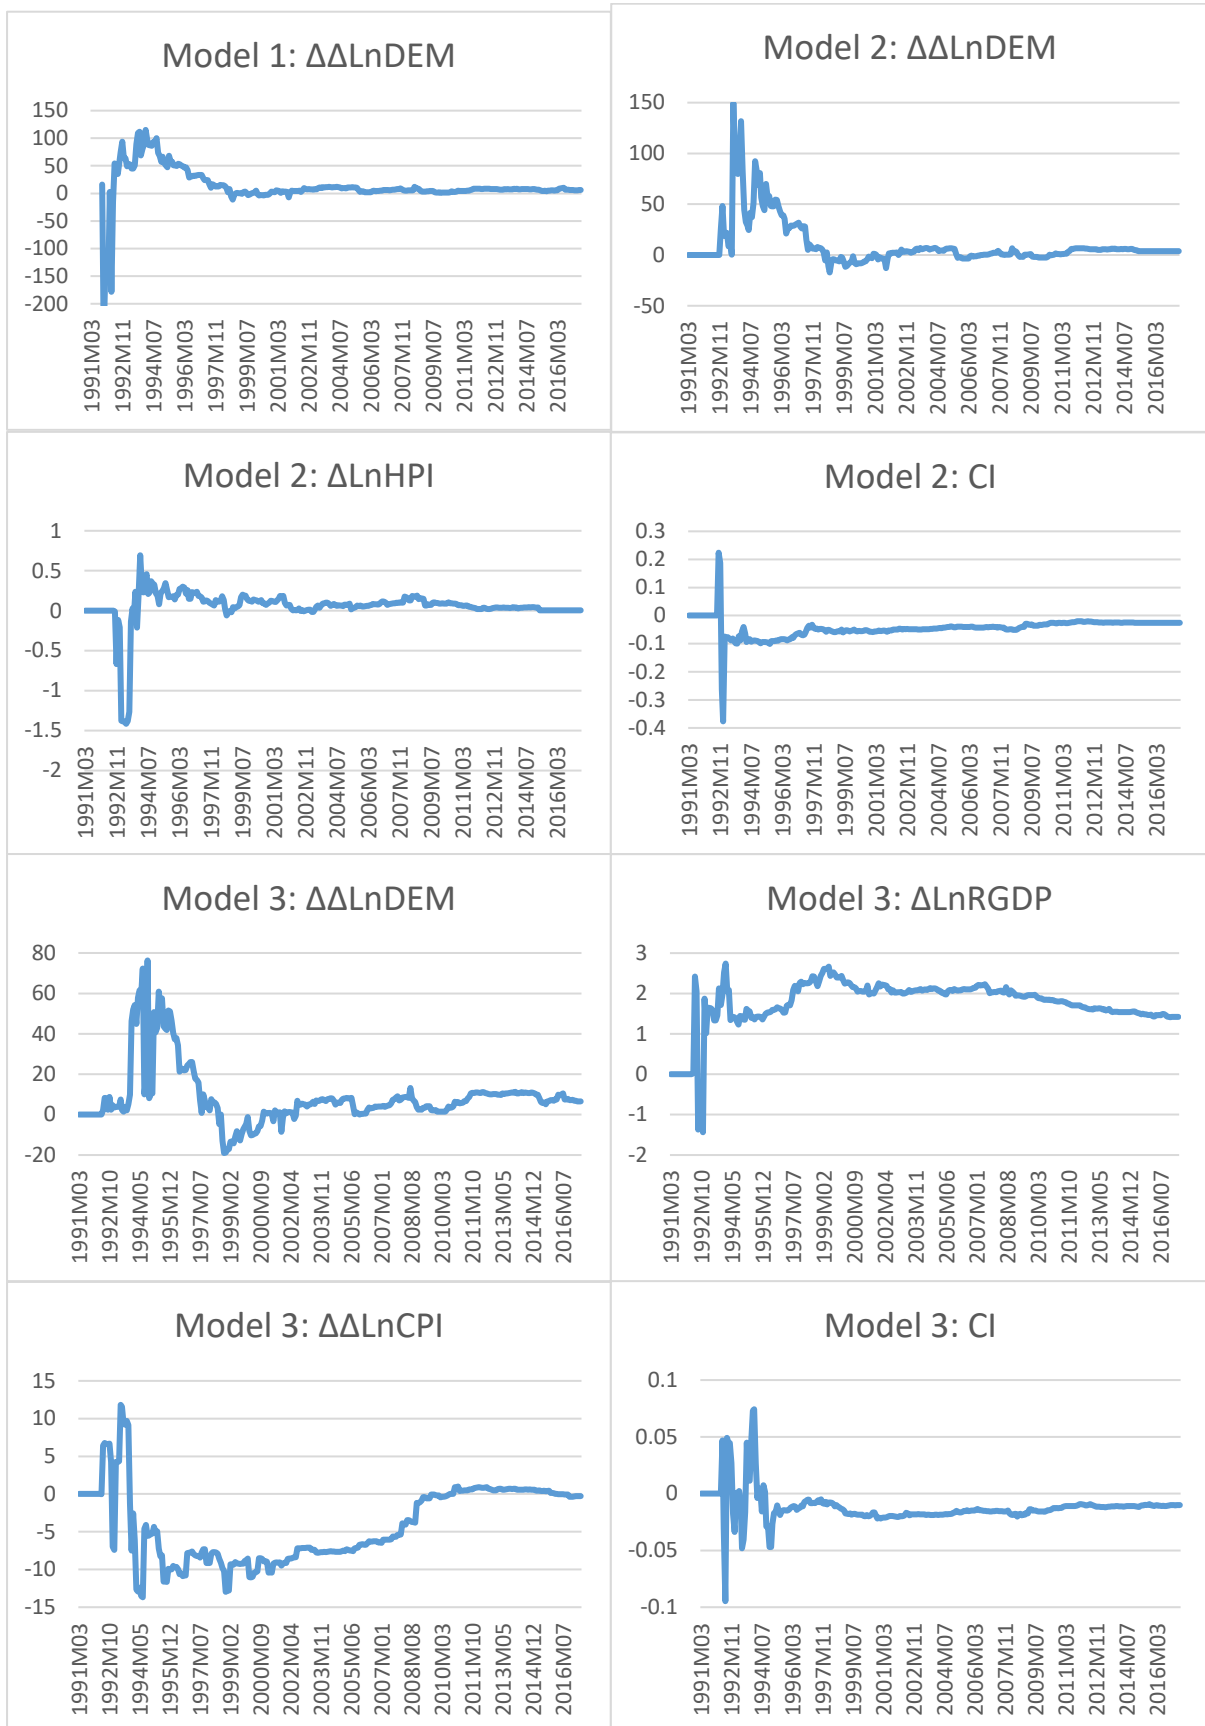 Model 1: ΔΔLnDEM
150
100
50
0
-50
-100
-150
-200
1991M03
1992M11
1994M07
1996M03
1997M11
1999M07
2001M03
2002M11
2004M07
2006M03
2007M11
2009M07
2011M03
2012M11
2014M07
2016M03
Model 2: ΔΔLnDEM
150
100
50
0
-50
1991M03
1992M11
1994M07
1996M03
1997M11
1999M07
2001M03
2002M11
2004M07
2006M03
2007M11
2009M07
2011M03
2012M11
2014M07
2016M03
Model 2: ΔLnHPI
1
0.5
0
-0.5
-1
-1.5
-2
1991M03
1992M11
1994M07
1996M03
1997M11
1999M07
2001M03
2002M11
2004M07
2006M03
2007M11
2009M07
2011M03
2012M11
2014M07
2016M03
Model 2: CI
0.3
0.2
0.1
0
-0.1
-0.2
-0.3
-0.4
1991M03
1992M11
1994M07
1996M03
1997M11
1999M07
2001M03
2002M11
2004M07
2006M03
2007M11
2009M07
2011M03
2012M11
2014M07
2016M03
Model 3: ΔΔLnDEM
80
60
40
20
0
-20
1991M03
1992M10
1994M05
1995M12
1997M07
1999M02
2000M09
2002M04
2003M11
2005M06
2007M01
2008M08
2010M03
2011M10
2013M05
2014M12
2016M07
Model 3: ΔLnRGDP
3
2
1
0
-1
-2
1991M03
1992M10
1994M05
1995M12
1997M07
1999M02
2000M09
2002M04
2003M11
2005M06
2007M01
2008M08
2010M03
2011M10
2013M05
2014M12
2016M07
Model 3: ΔΔLnCPI
15
10
5
0
-5
-10
-15
1991M03
1992M10
1994M05
1995M12
1997M07
1999M02
2000M09
2002M04
2003M11
2005M06
2007M01
2008M08
2010M03
2011M10
2013M05
2014M12
2016M07
Model 3: CI
0.1
0.05
0
-0.05
-0.1
1991M03
1992M11
1994M07
1996M03
1997M11
1999M07
2001M03
2002M11
2004M07
2006M03
2007M11
2009M07
2011M03
2012M11
2014M07
2016M03